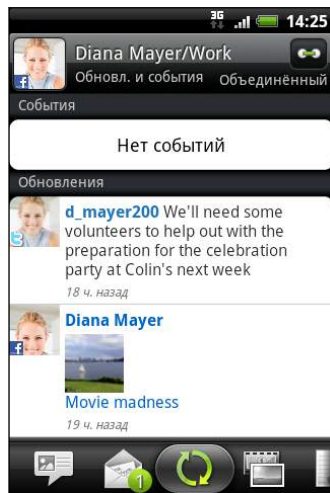 3G 14:25
Diana Mayer/Work
Обновл. и события Объединённый
События
Нет событий
Обновления
d_mayer200 We'll need some
volunteers to help out with the
preparation for the celebration
party at Colin's next week
18 ч. назад
Diana Mayer
Movie madness
19 ч. назад
1